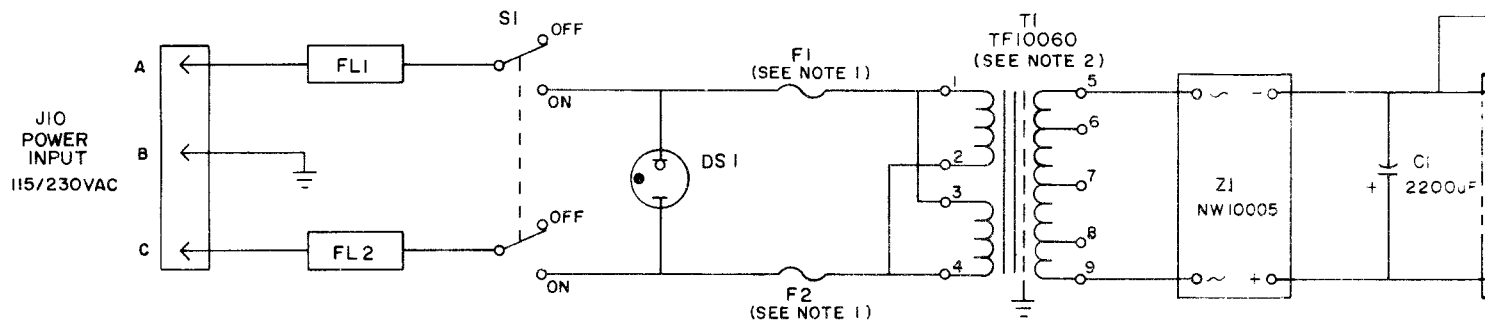 J10
POWER
INPUT
115/230VAC
A
B
C
FL1
FL2
S1
OFF
ON
OFF
ON
DS1
F1
(SEE NOTE 1)
F2
(SEE NOTE 1)
T1
TF10060
(SEE NOTE 2)
1
2
3
4
5
6
7
8
9
~ -
Z1
NW10005
~ +
C1
+ 2200uF